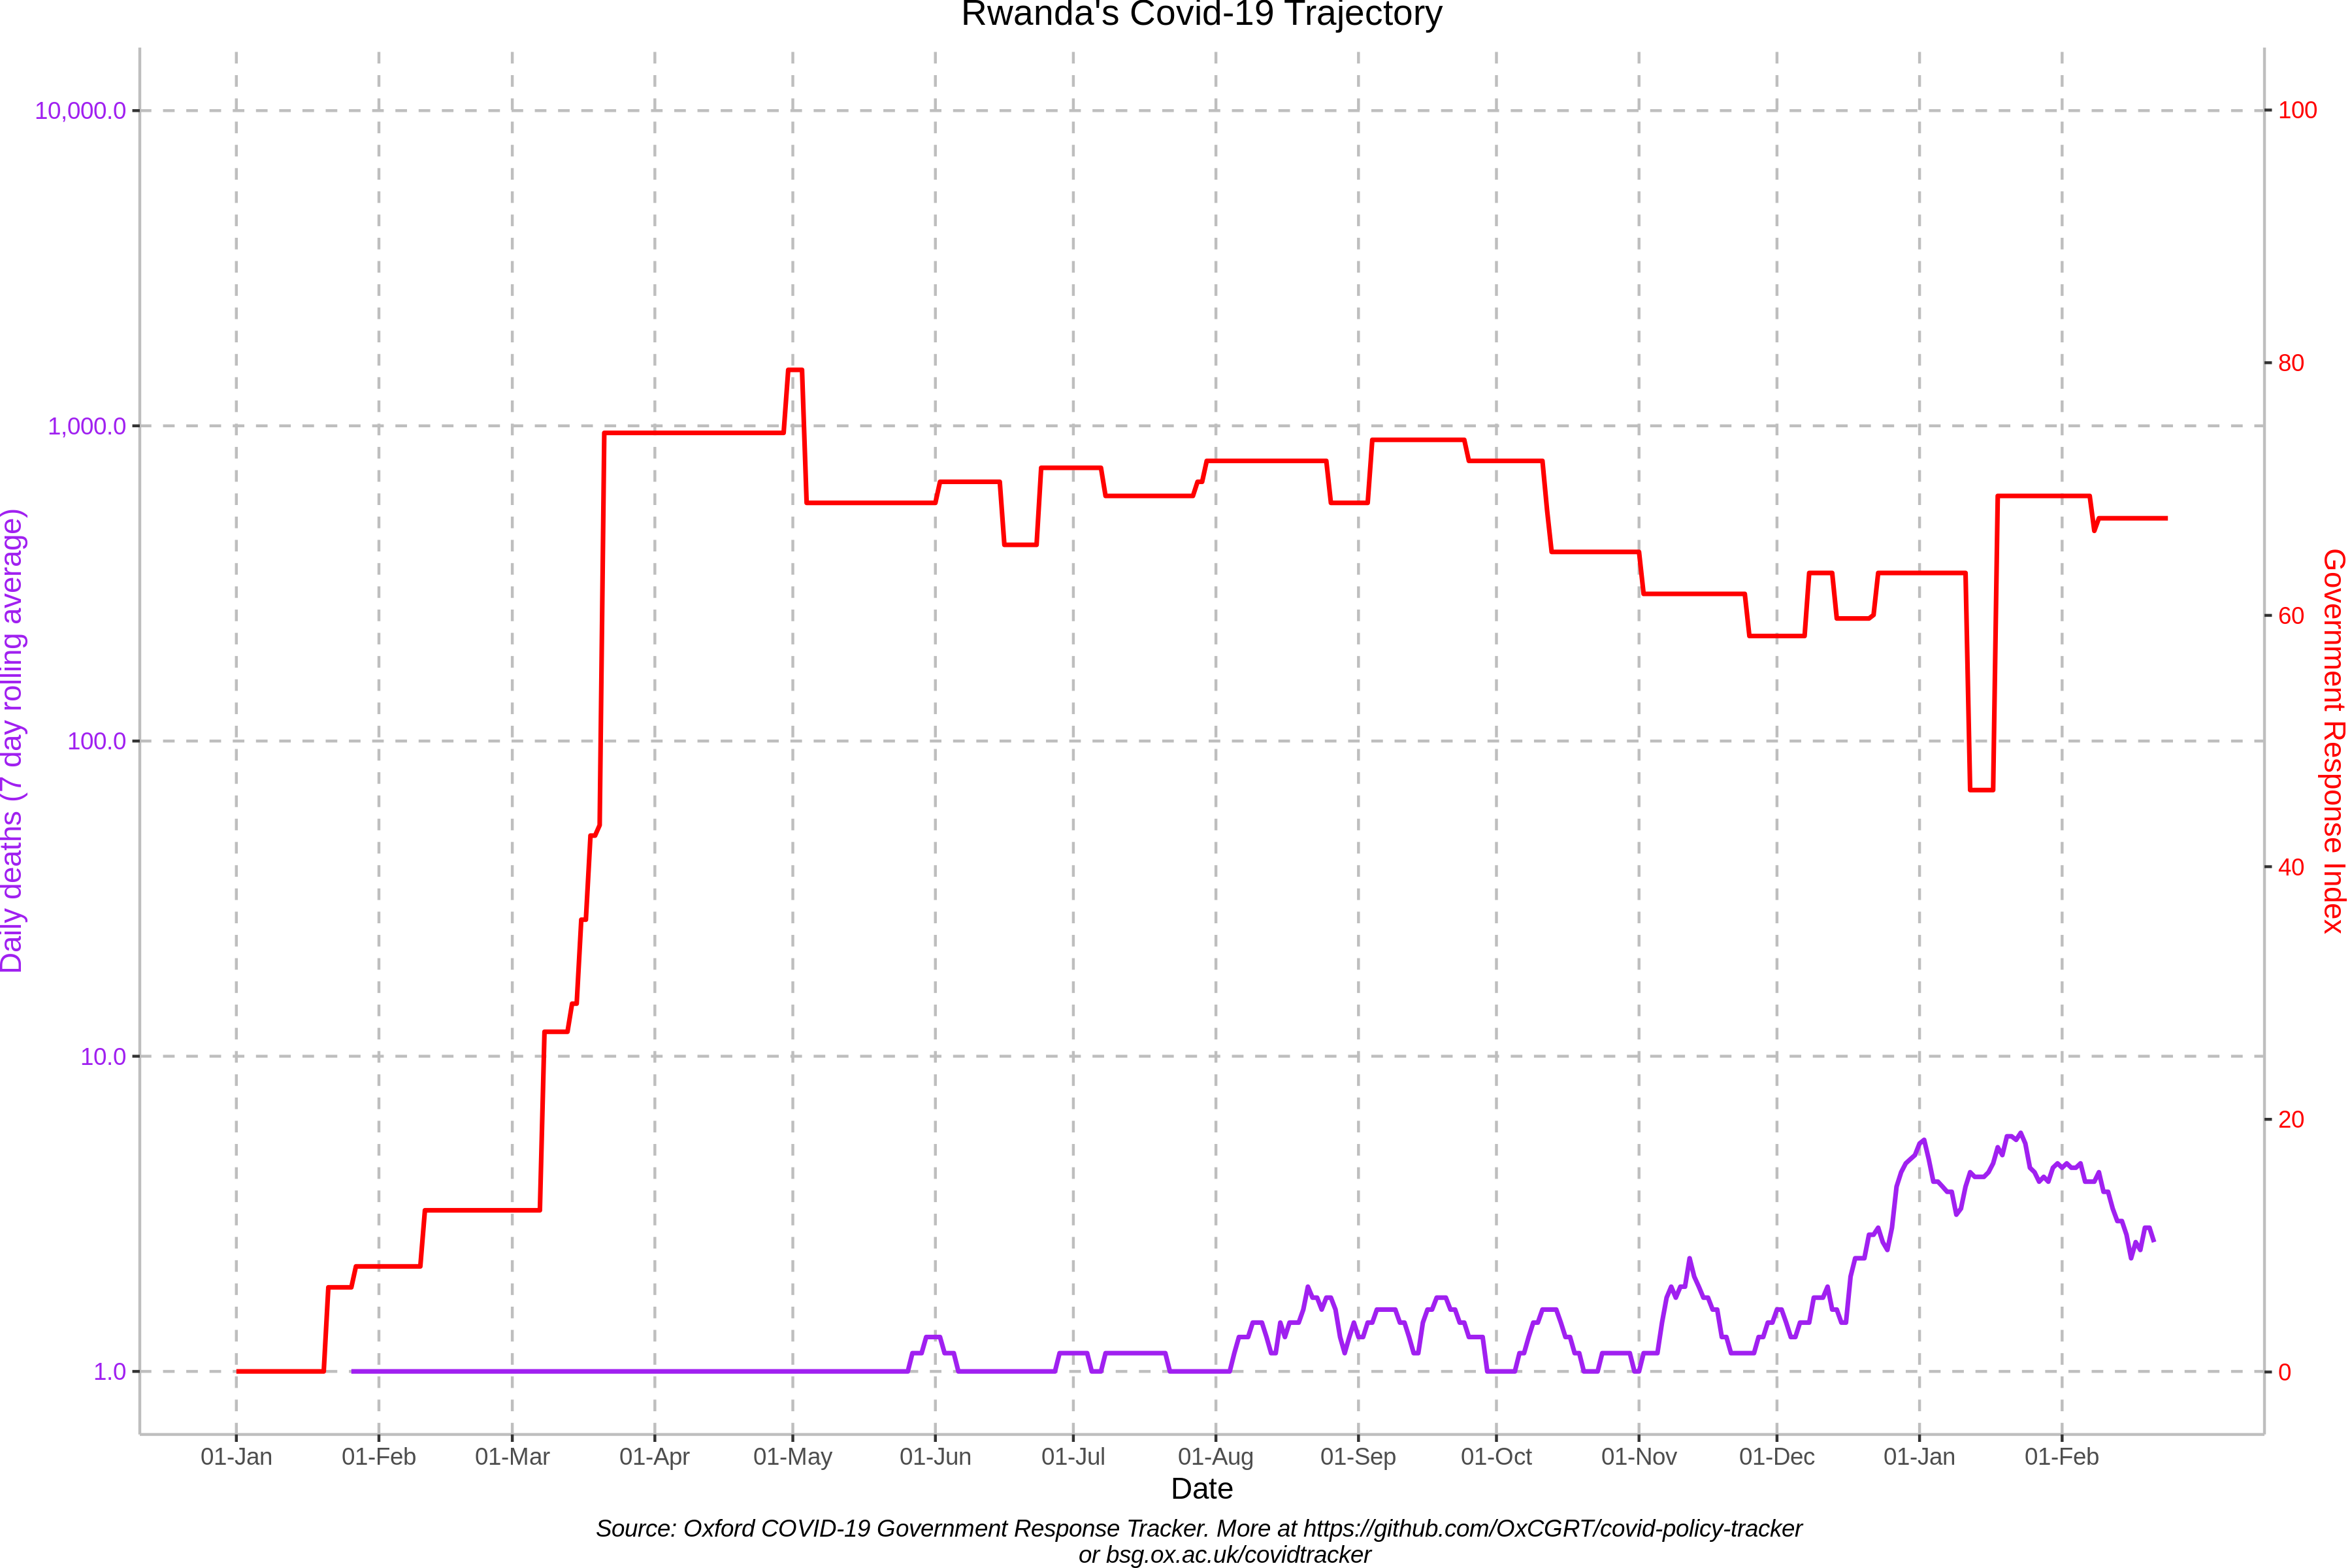 Rwanda's Covid-19 Trajectory
Daily deaths (7 day rolling average)
10,000.0
1,000.0
100.0
10.0
1.0
100
80
60
40
20
0
Government Response Index
01-Jan 01-Feb 01-Mar 01-Apr 01-May 01-Jun 01-Jul 01-Aug 01-Sep 01-Oct 01-Nov 01-Dec 01-Jan 01-Feb
Date
Source: Oxford COVID-19 Government Response Tracker. More at https://github.com/OxCGRT/covid-policy-tracker
or bsg.ox.ac.uk/covidtracker